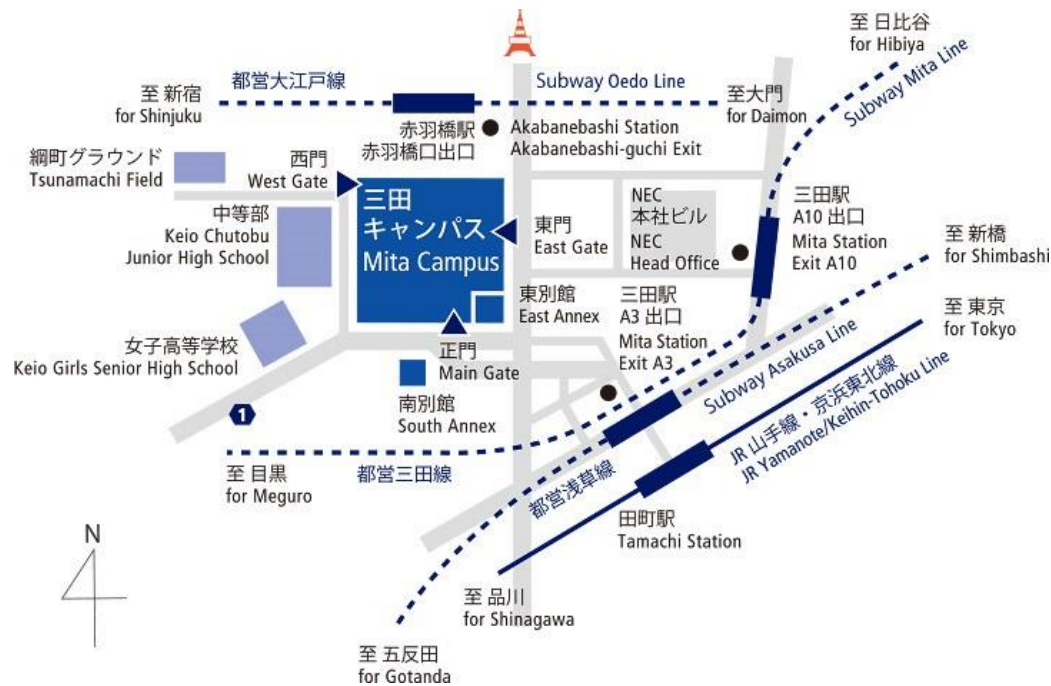 至 日比谷
for Hibiya
都営大江戸線
Subway Oedo Line
Subway Mita Line
至 新宿
for Shinjuku
至大門
for Daimon
赤羽橋駅
赤羽橋口出口
Akabanebashi Station
Akabanebashi-guchi Exit
綱町グラウンド
Tsunamachi Field
西門
West Gate
三田
キャンパス
Mita Campus
中等部
Keio Chutobu
Junior High School
東門
East Gate
NEC
本社ビル
NEC
Head Office
三田駅
A10 出口
Mita Station
Exit A10
至 新橋
for Shimbashi
東別館
East Annex
三田駅
A3 出口
Mita Station
Exit A3
至 東京
for Tokyo
女子高等学校
Keio Girls Senior High School
正門
Main Gate
南別館
South Annex
1
Subway Asakusa Line
JR 山手線・京浜東北線
JR Yamanote/Keihin-Tohoku Line
至 目黒
for Meguro
都営三田線
都営浅草線
田町駅
Tamachi Station
N
至 品川
for Shinagawa
至 五反田
for Gotanda